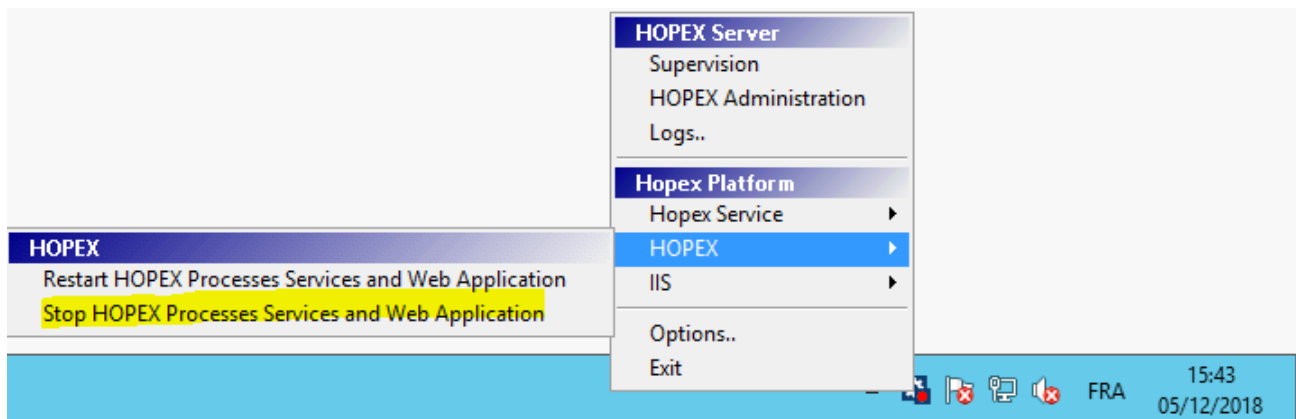 HOPEX Server
Supervision
HOPEX Administration
Logs..
Hopex Platform
Hopex Service
HOPEX
IIS
Options..
Exit
HOPEX
Restart HOPEX Processes Services and Web Application
Stop HOPEX Processes Services and Web Application
FRA
15:43
05/12/2018